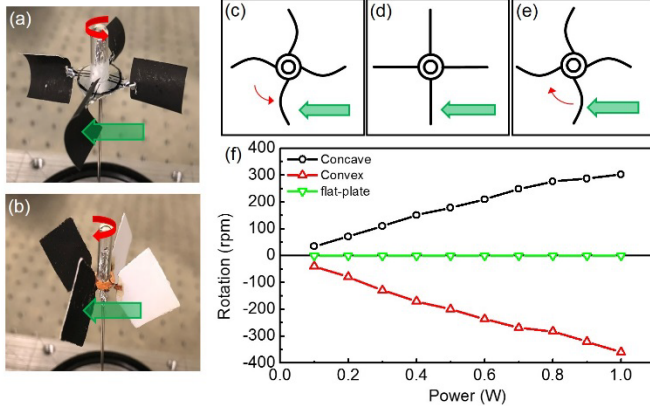 (a)
(b)
(c)
(d)
(e)
(f)
Concave
Convex
flat-plate
Rotation (rpm)
400
300
200
100
0
-100
-200
-300
-400
0.0 0.2 0.4 0.6 0.8 1.0
Power (W)